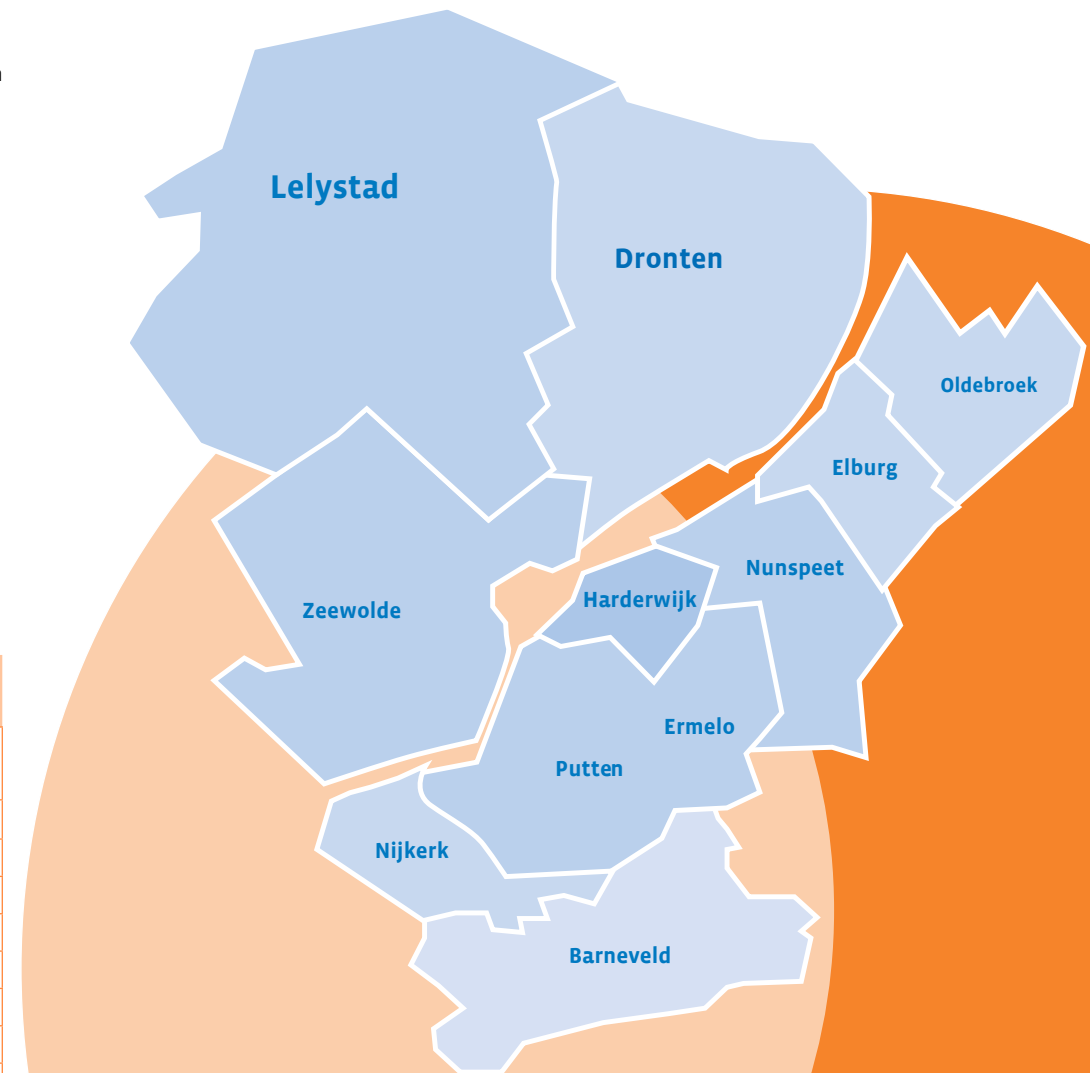 Lelystad
Dronten
Oldebroek
Elburg
Nunspeet
Harderwijk
Zeewolde
Ermelo
Putten
Nijkerk
Barneveld